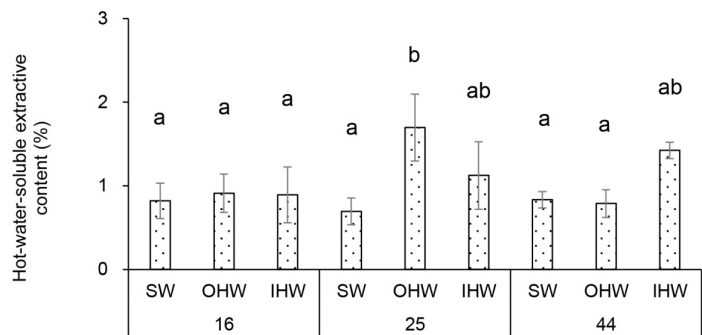 Hot-water-soluble extractive
content (%)
3
2
1
0
a
a
a
a
b
ab
a
a
ab
SW OHW IHW SW OHW IHW SW OHW IHW
16 25 44